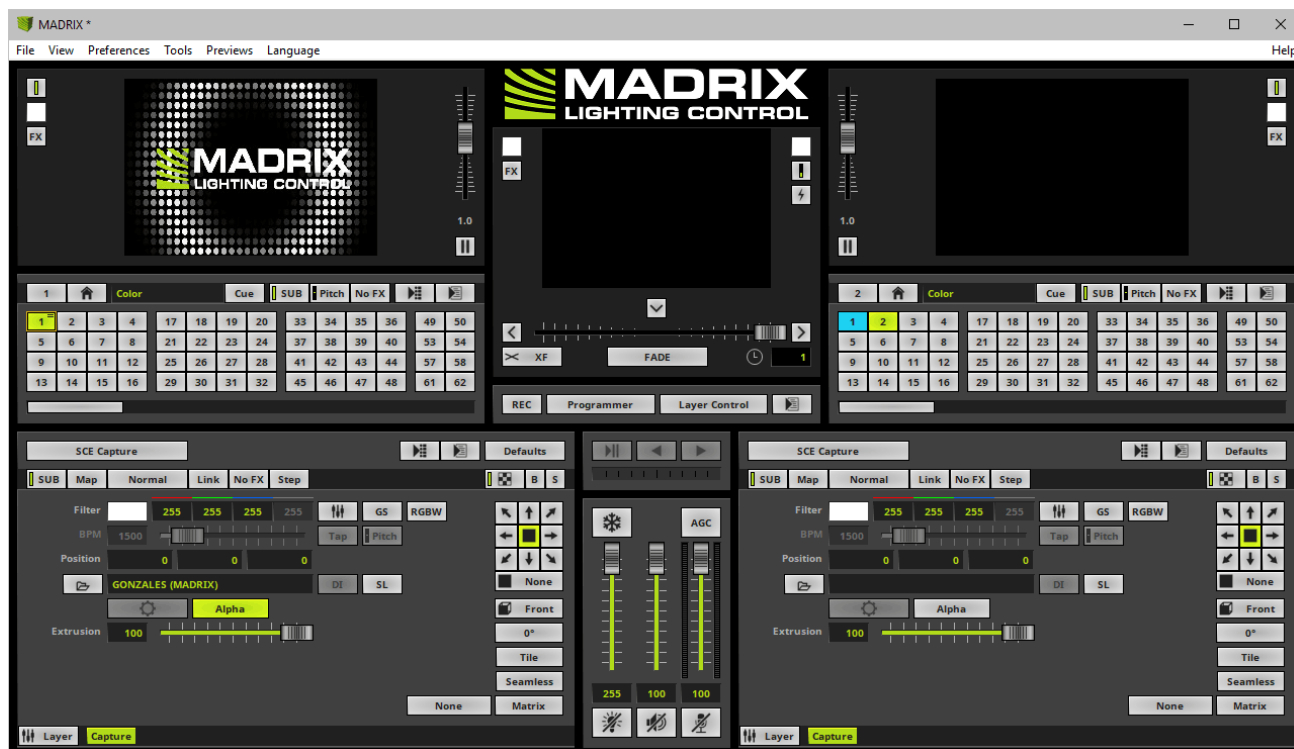 MADRIX *
File View Preferences Tools Previews Language Help
MADRIX
LIGHTING CONTROL
FX
MADRIX
LIGHTING CONTROL
1.0
FX
1.0
FX
1 Color Cue SUB Pitch No FX
1 2 3 4 17 18 19 20 33 34 35 36 49 50
5 6 7 8 21 22 23 24 37 38 39 40 53 54
9 10 11 12 25 26 27 28 41 42 43 44 57 58
13 14 15 16 29 30 31 32 45 46 47 48 61 62
XF FADE 1
REC Programmer Layer Control
2 Color Cue SUB Pitch No FX
1 2 3 4 17 18 19 20 33 34 35 36 49 50
5 6 7 8 21 22 23 24 37 38 39 40 53 54
9 10 11 12 25 26 27 28 41 42 43 44 57 58
13 14 15 16 29 30 31 32 45 46 47 48 61 62
SCE Capture Defaults
SUB Map Normal Link No FX Step B S
Filter 255 255 255 255 GS RGBW
BPM 1500 Tap Pitch
Position 0 0 0
GONZALES (MADRIX) DI SL None
Alpha Front
Extrusion 100 0°
Tile
Seamless
None Matrix
Layer Capture
AGC
255 100 100
SCE Capture Defaults
SUB Map Normal Link No FX Step B S
Filter 255 255 255 255 GS RGBW
BPM 1500 Tap Pitch
Position 0 0 0
DI SL None
Alpha Front
Extrusion 100 0°
Tile
Seamless
None Matrix
Layer Capture